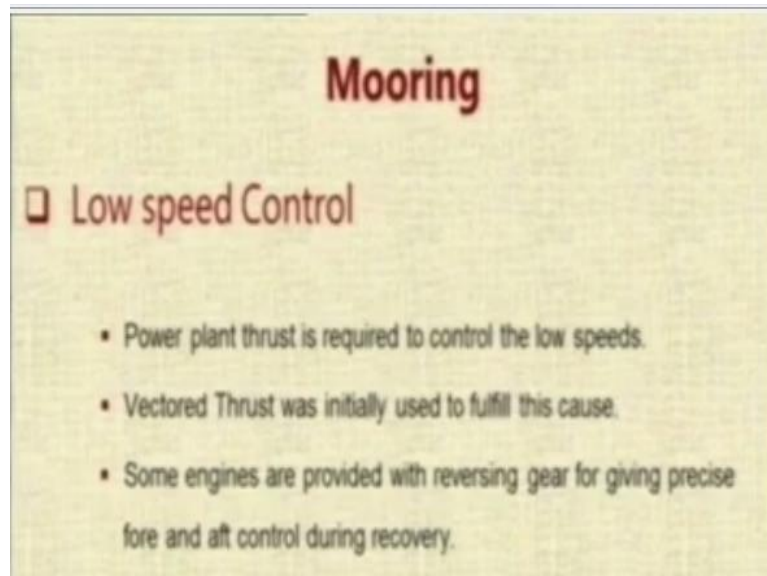 Mooring
Low speed Control
Power plant thrust is required to control the low speeds.
Vectored Thrust was initially used to fulfill this cause.
Some engines are provided with reversing gear for giving precise
fore and aft control during recovery.